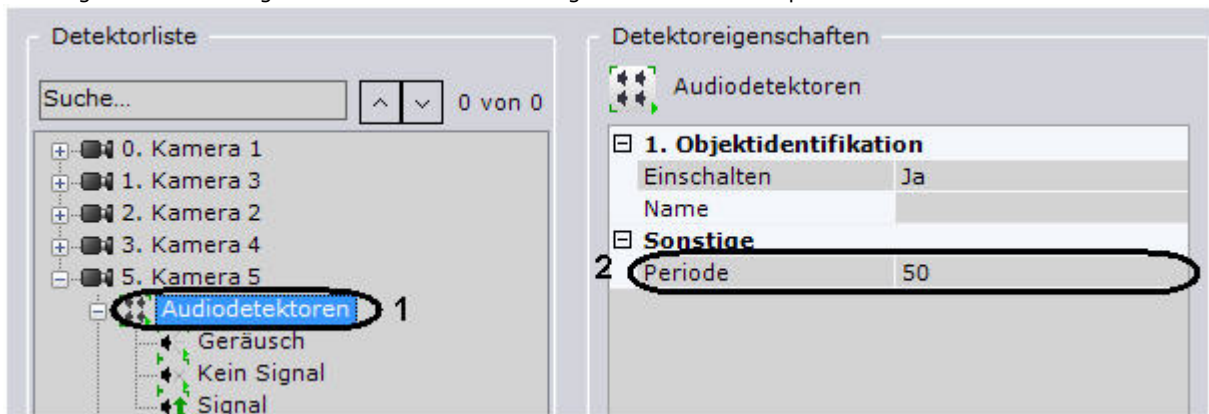 Detektorliste
Suche...
0 von 0
0. Kamera 1
1. Kamera 3
2. Kamera 2
3. Kamera 4
5. Kamera 5
Audiodetektoren 1
Geräusch
Kein Signal
Signal
Detektoreigenschaften
Audiodetektoren
1. Objektidentifikation
Einschalten Ja
Name
Sonstige
2 Periode 50